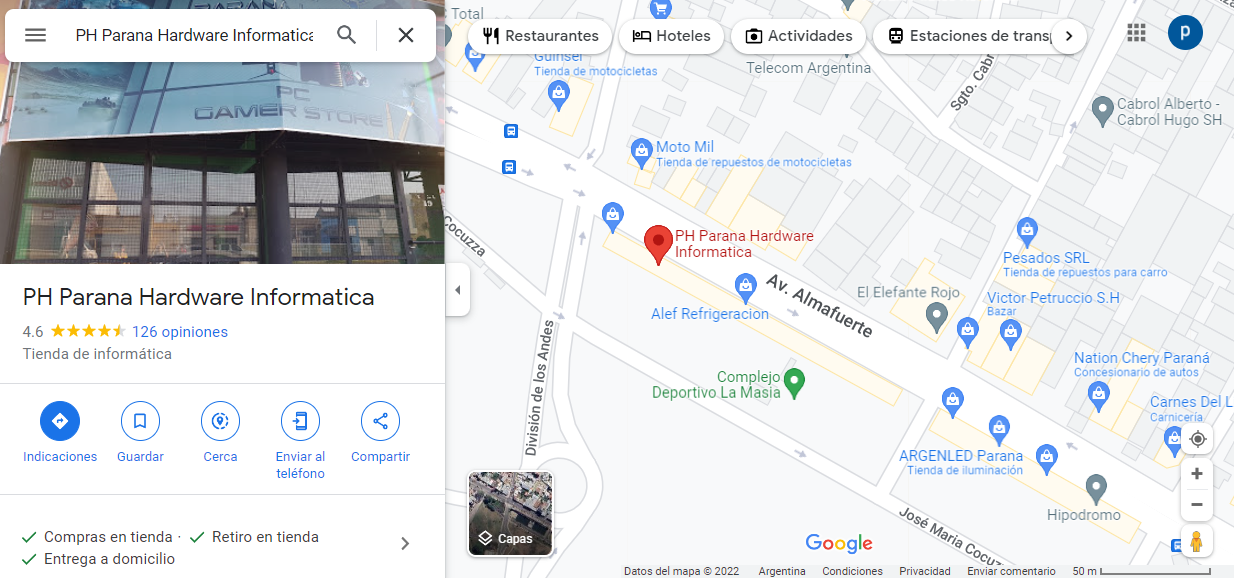 PH Parana Hardware Informatica
PC
GAMER STORE
PH Parana Hardware Informatica
4.6
126 opiniones
Tienda de informática
Indicaciones
Guardar
Cerca
Enviar al
teléfono
Compartir
Compras en tienda ·
Retiro en tienda
Entrega a domicilio
Restaurantes
Hoteles
Actividades
Estaciones de transp
p
Total
Guinser
Tienda de motocicletas
Telecom Argentina
Sgto. Cabr
Cabrol Alberto -
Cabrol Hugo SH
Moto Mil
Tienda de repuestos de motocicletas
Cocuzza
PH Parana Hardware
Informatica
Pesados SRL
Tienda de repuestos para carro
Av. Almafuerte
El Elefante Rojo
Victor Petruccio S.H
Bazar
Alef Refrigeracion
División de los Andes
Nation Chery Paraná
Concesionario de autos
Complejo
Deportivo La Masia
Carnes Del L
Carnicería
ARGENLED Parana
Tienda de iluminación
Hipodromo
José Maria Cocuz
Capas
Google
Datos del mapa © 2022
Argentina
Condiciones
Privacidad
Enviar comentario
50 m